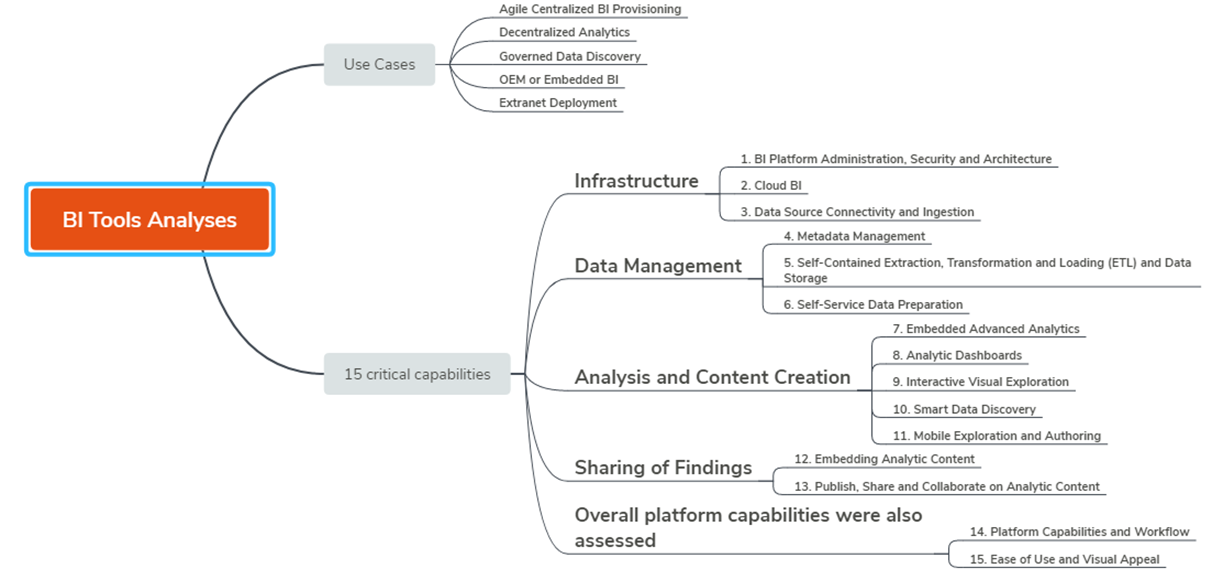 BI Tools Analyses
Use Cases
Agile Centralized BI Provisioning
Decentralized Analytics
Governed Data Discovery
OEM or Embedded BI
Extranet Deployment
15 critical capabilities
Infrastructure
1. BI Platform Administration, Security and Architecture
2. Cloud BI
3. Data Source Connectivity and Ingestion
Data Management
4. Metadata Management
5. Self-Contained Extraction, Transformation and Loading (ETL) and Data
Storage
6. Self-Service Data Preparation
Analysis and Content Creation
7. Embedded Advanced Analytics
8. Analytic Dashboards
9. Interactive Visual Exploration
10. Smart Data Discovery
11. Mobile Exploration and Authoring
Sharing of Findings
12. Embedding Analytic Content
13. Publish, Share and Collaborate on Analytic Content
Overall platform capabilities were also
assessed
14. Platform Capabilities and Workflow
15. Ease of Use and Visual Appeal